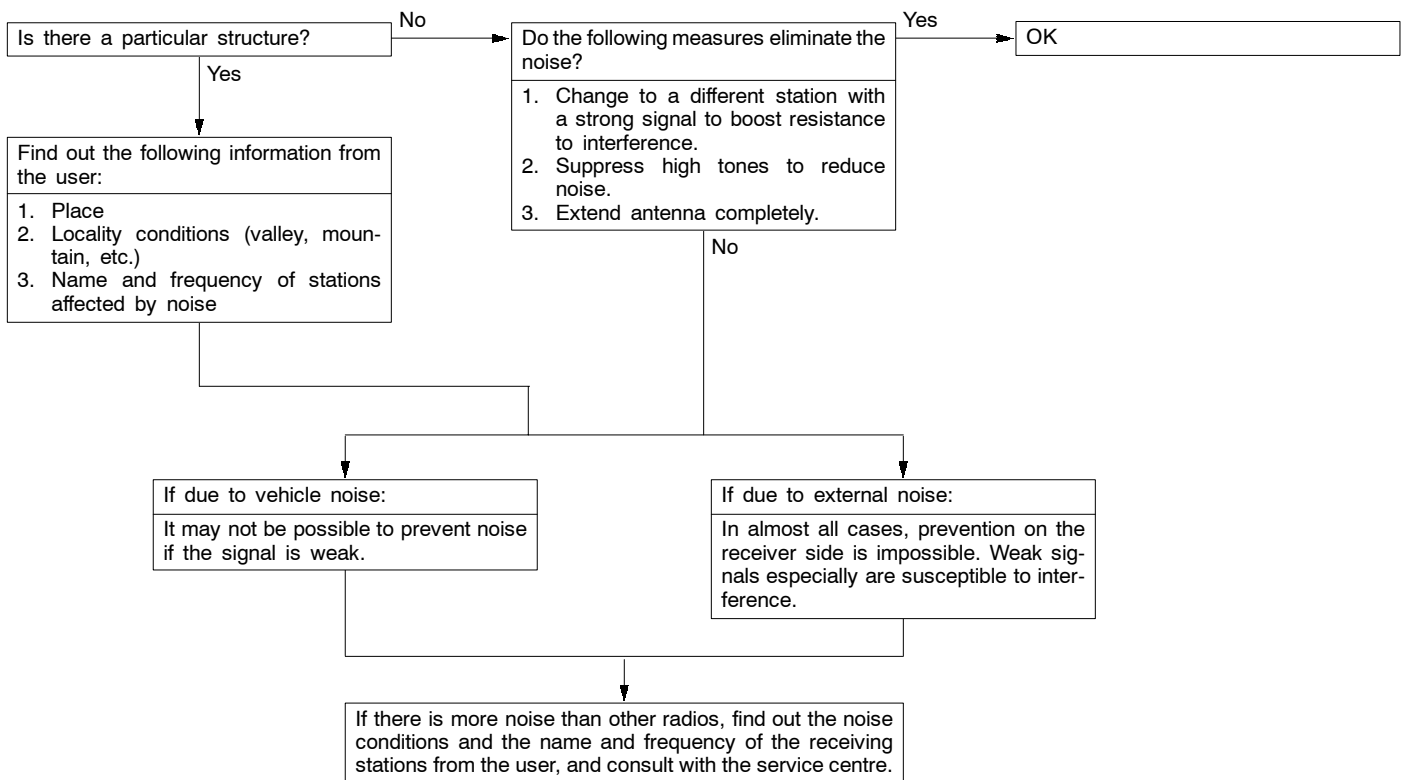 Is there a particular structure?
No
Yes
Do the following measures eliminate the
noise?
1. Change to a different station with
a strong signal to boost resistance
to interference.
2. Suppress high tones to reduce
noise.
3. Extend antenna completely.
Yes
OK
No
Find out the following information from
the user:
1. Place
2. Locality conditions (valley, moun-
tain, etc.)
3. Name and frequency of stations
affected by noise
If due to vehicle noise:
It may not be possible to prevent noise
if the signal is weak.
If due to external noise:
In almost all cases, prevention on the
receiver side is impossible. Weak sig-
nals especially are susceptible to inter-
ference.
If there is more noise than other radios, find out the noise
conditions and the name and frequency of the receiving
stations from the user, and consult with the service centre.